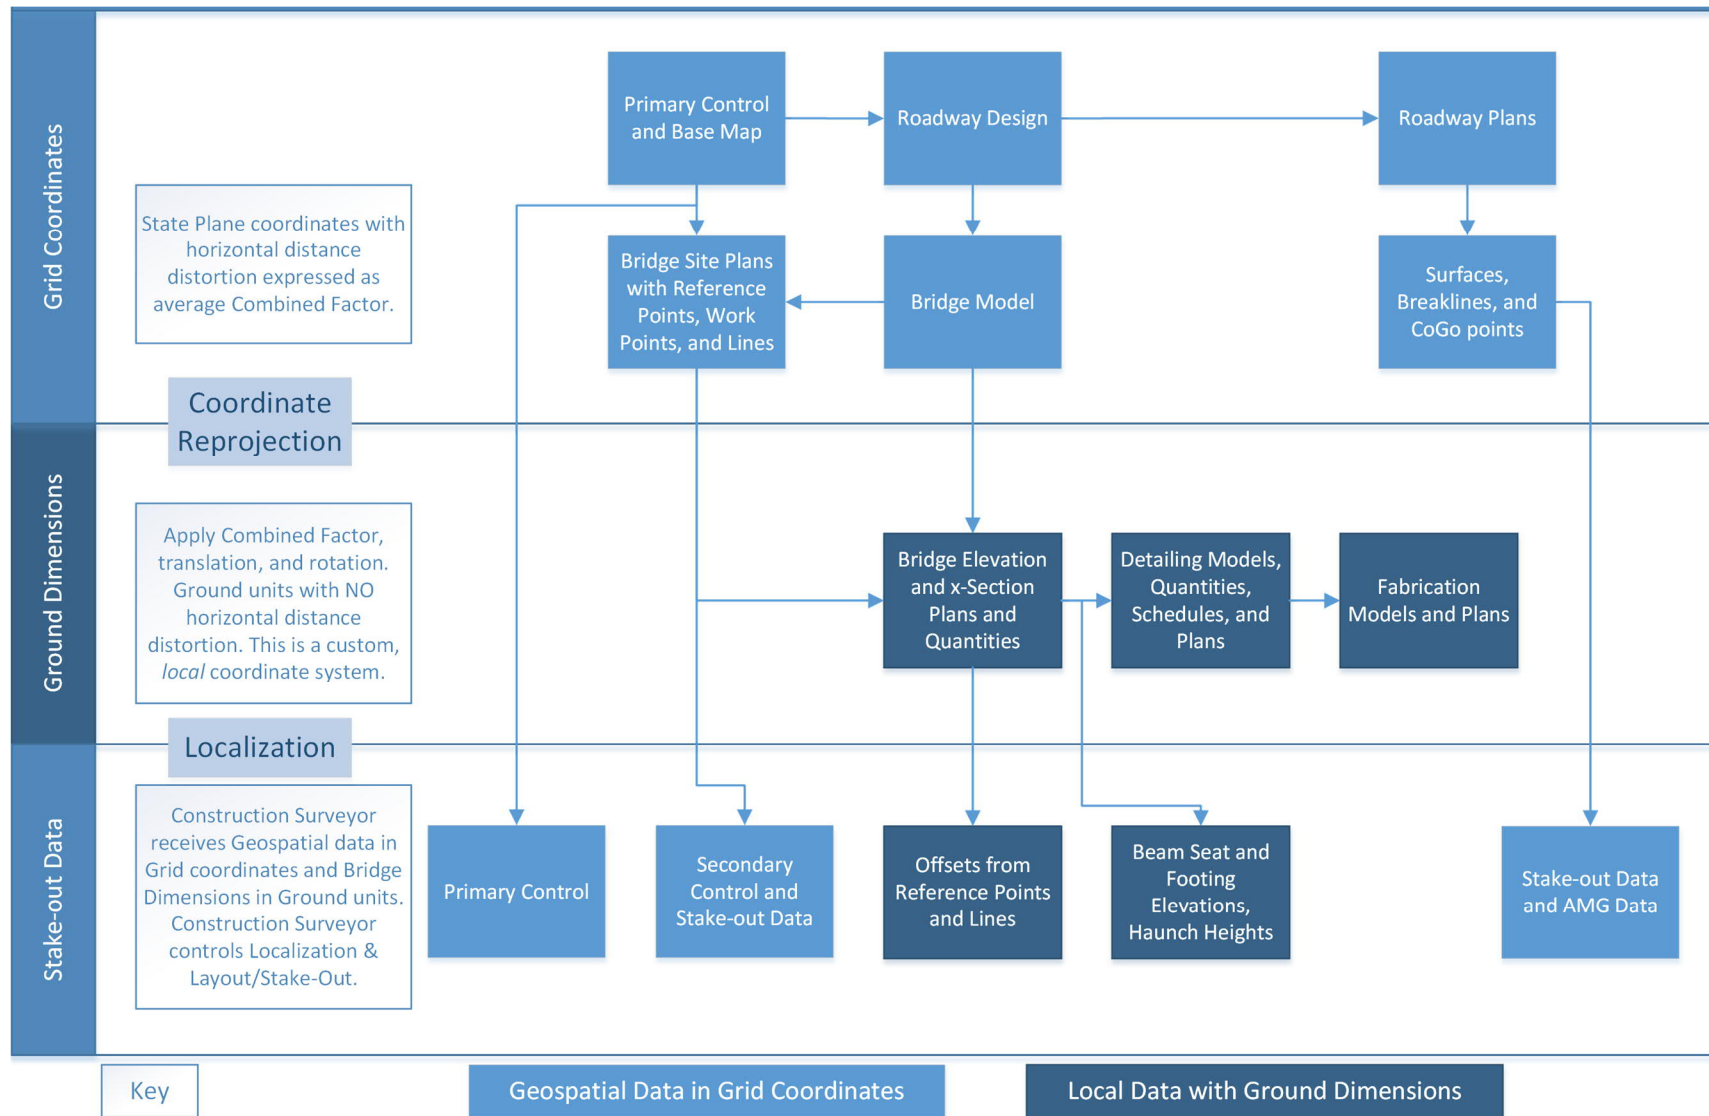 Grid Coordinates
Primary Control
and Base Map
Roadway Design
Roadway Plans
State Plane coordinates with
horizontal distance
distortion expressed as
average Combined Factor.
Bridge Site Plans
with Reference
Points, Work
Points, and Lines
Bridge Model
Surfaces,
Breaklines, and
CoGo points
Coordinate
Reprojection
Ground Dimensions
Apply Combined Factor,
translation, and rotation.
Ground units with NO
horizontal distance
distortion. This is a custom,
local coordinate system.
Bridge Elevation
and x-Section
Plans and
Quantities
Detailing Models,
Quantities,
Schedules, and
Plans
Fabrication
Models and Plans
Localization
Stake-out Data
Construction Surveyor
receives Geospatial data in
Grid coordinates and Bridge
Dimensions in Ground units.
Construction Surveyor
controls Localization &
Layout/Stake-Out.
Primary Control
Secondary
Control and
Stake-out Data
Offsets from
Reference Points
and Lines
Beam Seat and
Footing
Elevations,
Haunch Heights
Stake-out Data
and AMG Data
Key
Geospatial Data in Grid Coordinates
Local Data with Ground Dimensions